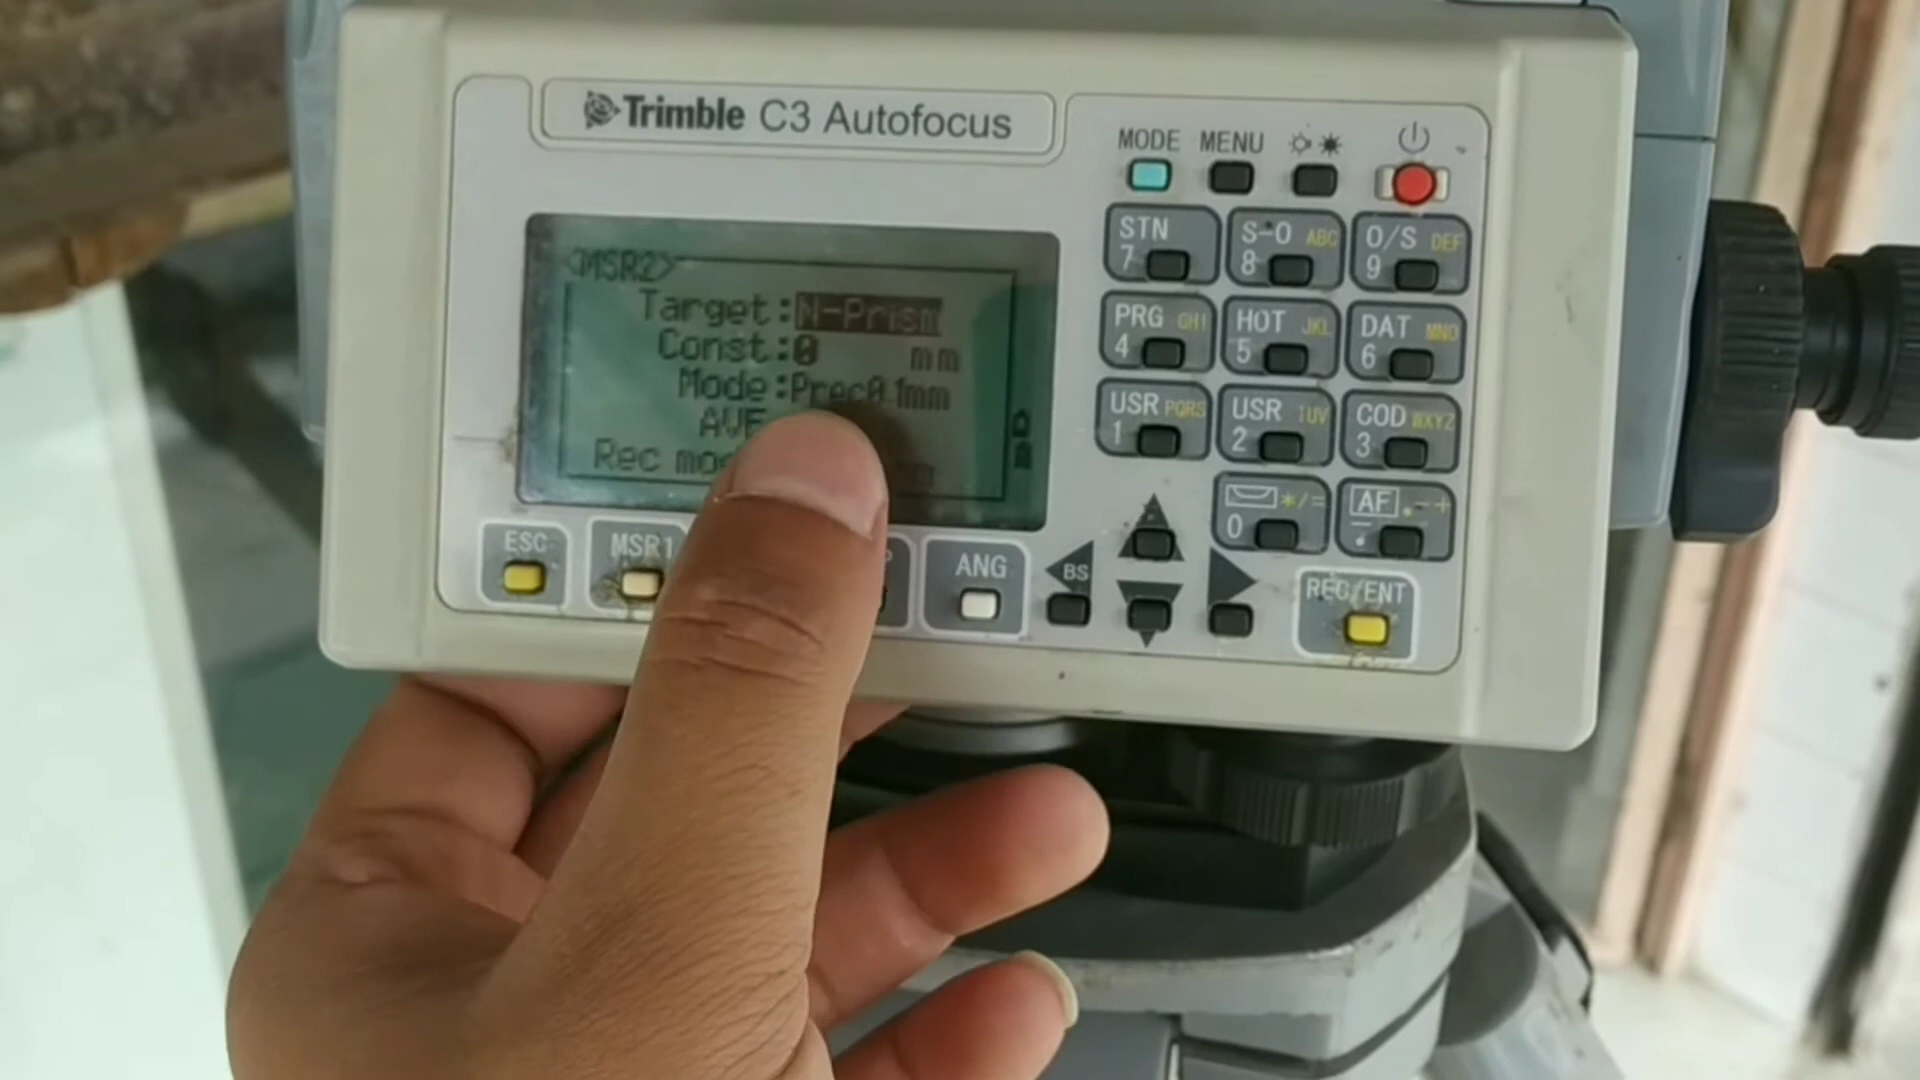 Trimble C3 Autofocus
MODE MENU
STN
7
S-O ABC
8
O/S DEF
9
<MSR2>
Target:N-Prism
Const:0 mm
Mode:Prec0.1mm
AVE
Rec
PRG GHI
4
HOT JKL
5
DAT MNO
6
USR PQRS
1
USR TUV
2
COD WXYZ
3
*/=
0
AF .-+
ESC
MSR1
ANG
BS
REC/ENT